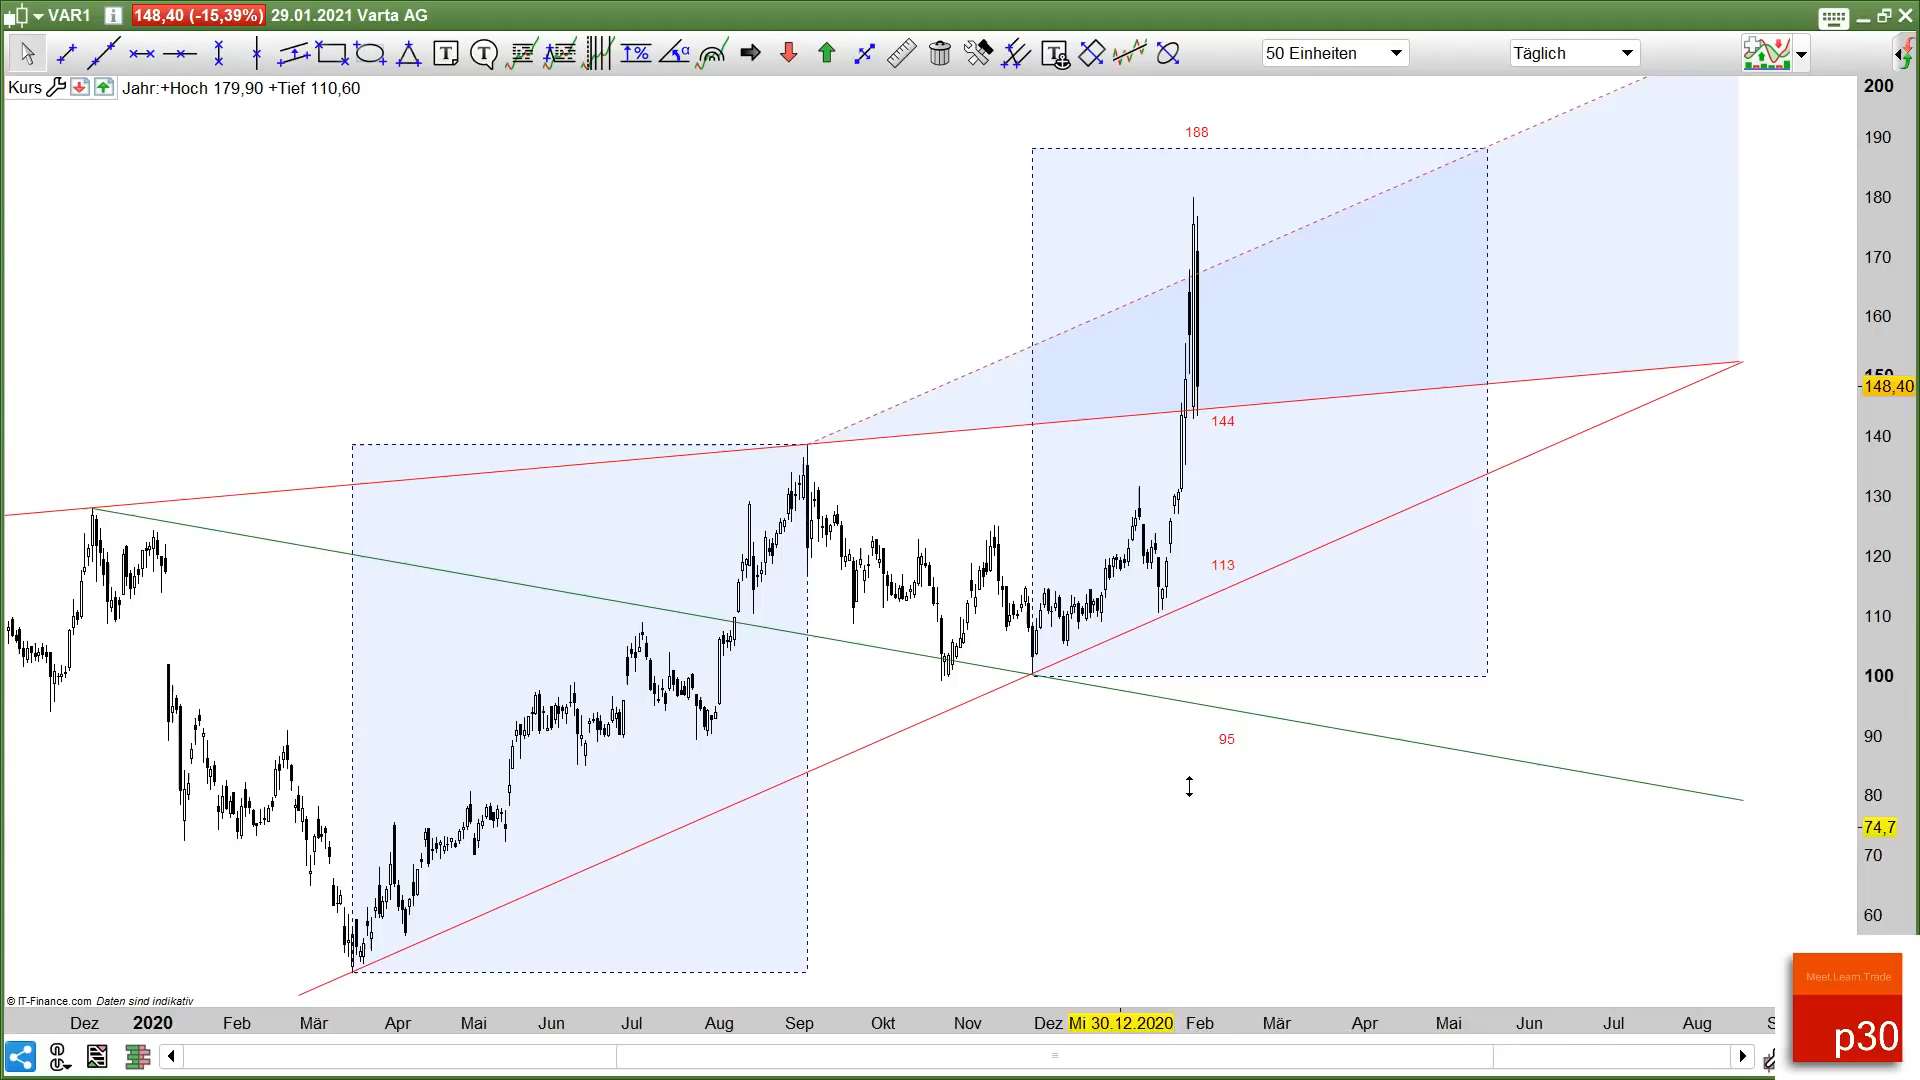 VAR1 148,40 (-15,39%) 29.01.2021 Varta AG
50 Einheiten
Täglich
Kurs Jahr:+Hoch 179,90 +Tief 110,60
200
188
190
180
170
160
148,40
144
140
130
120
113
110
100
95
90
80
74,7
70
60
Meet.Learn.Trade
p30
© IT-Finance.com Daten sind indikativ
Dez 2020 Feb Mär Apr Mai Jun Jul Aug Sep Okt Nov Dez Mi 30.12.2020 Feb Mär Apr Mai Jun Jul Aug